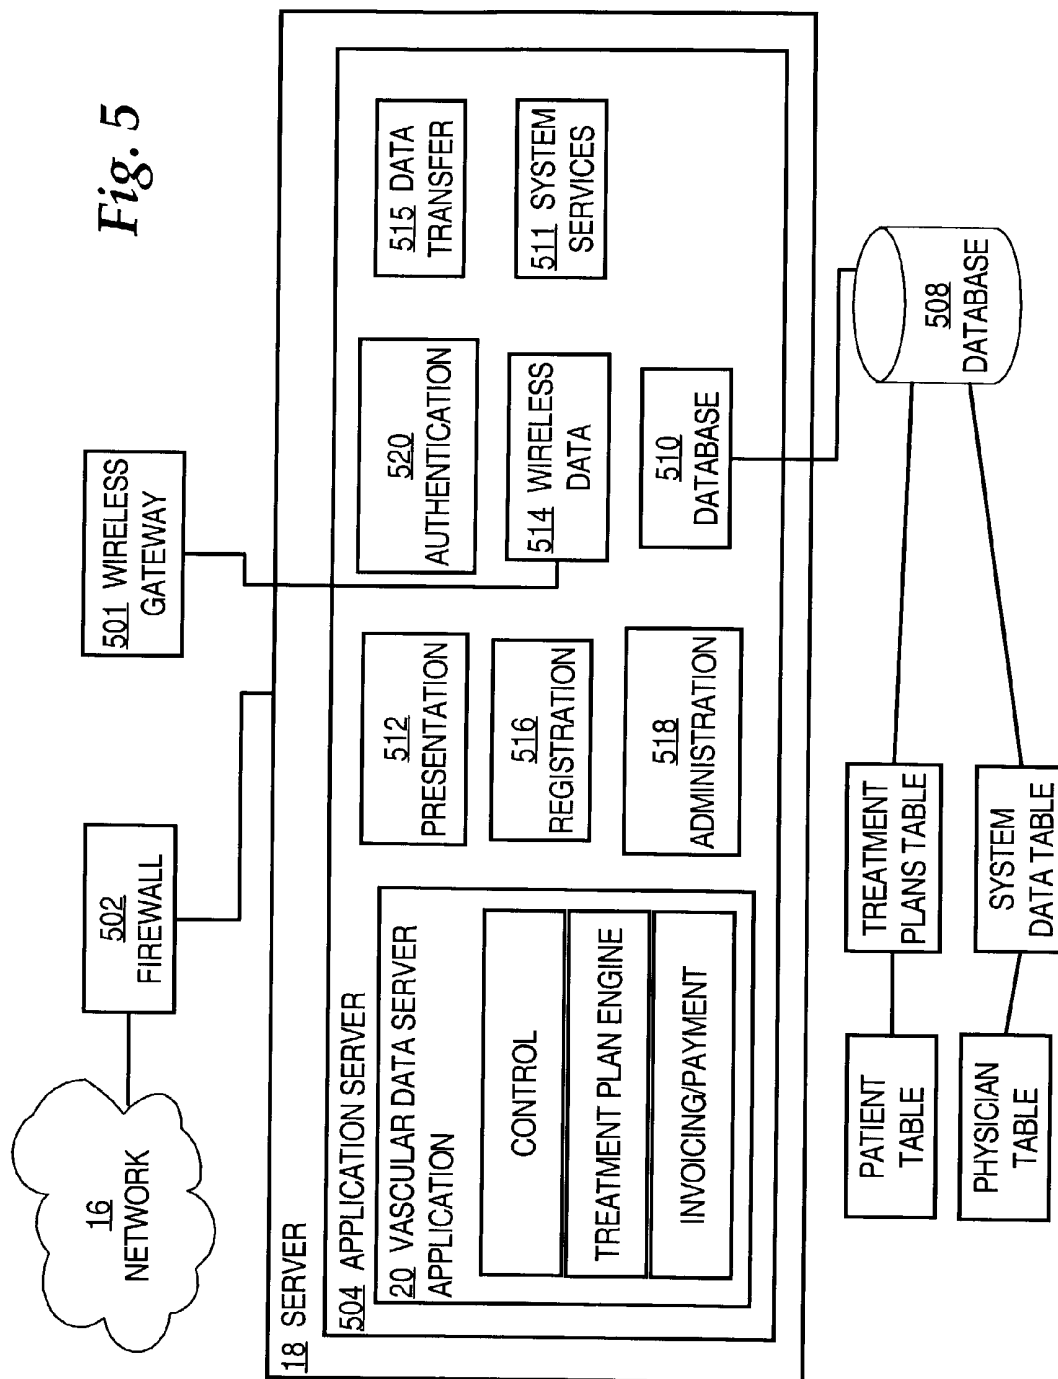 Fig. 5
16
NETWORK
502
FIREWALL
501 WIRELESS
GATEWAY
18 SERVER
504 APPLICATION SERVER
20 VASCULAR DATA SERVER
APPLICATION
CONTROL
TREATMENT PLAN ENGINE
INVOICING/PAYMENT
512
PRESENTATION
516
REGISTRATION
518
ADMINISTRATION
520
AUTHENTICATION
514 WIRELESS
DATA
510
DATABASE
515 DATA
TRANSFER
511 SYSTEM
SERVICES
508
DATABASE
PATIENT
TABLE
TREATMENT
PLANS TABLE
PHYSICIAN
TABLE
SYSTEM
DATA TABLE